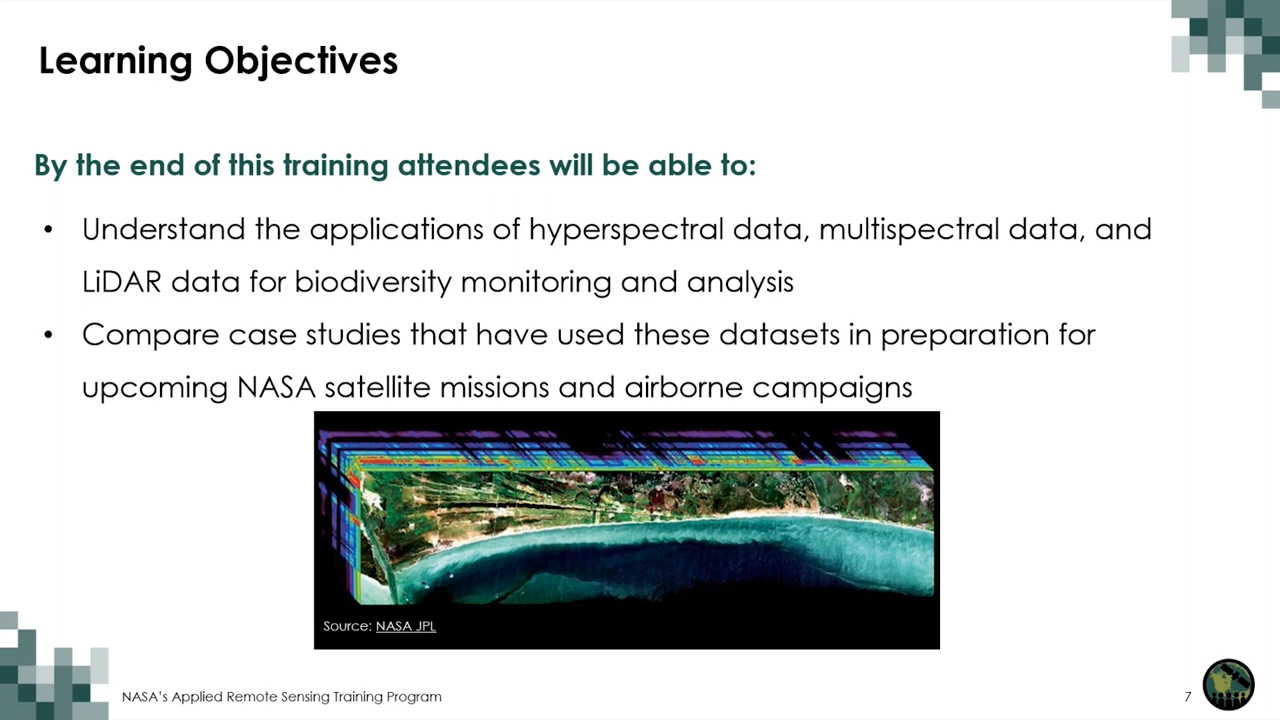 Learning Objectives
By the end of this training attendees will be able to:
• Understand the applications of hyperspectral data, multispectral data, and
LiDAR data for biodiversity monitoring and analysis
• Compare case studies that have used these datasets in preparation for
upcoming NASA satellite missions and airborne campaigns
Source: NASA JPL
NASA's Applied Remote Sensing Training Program
7